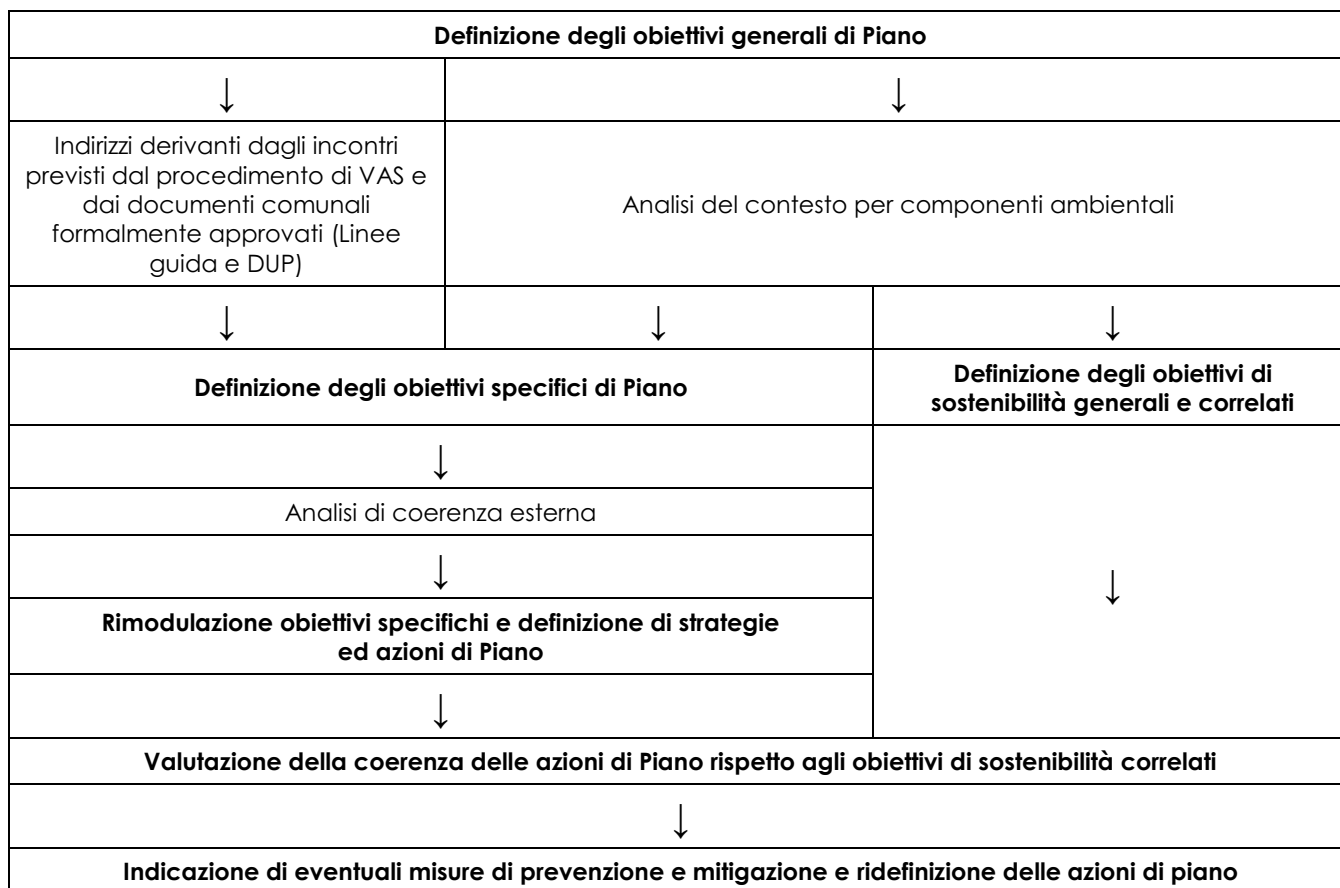 Definizione degli obiettivi generali di Piano
↓ ↓
Indirizzi derivanti dagli incontri
previsti dal procedimento di VAS e
dai documenti comunali
formalmente approvati (Linee
guida e DUP)
Analisi del contesto per componenti ambientali
↓ ↓ ↓
Definizione degli obiettivi specifici di Piano
Definizione degli obiettivi di
sostenibilità generali e correlati
↓
Analisi di coerenza esterna
↓
Rimodulazione obiettivi specifichi e definizione di strategie
ed azioni di Piano
↓
↓
Valutazione della coerenza delle azioni di Piano rispetto agli obiettivi di sostenibilità correlati
↓
Indicazione di eventuali misure di prevenzione e mitigazione e ridefinizione delle azioni di piano